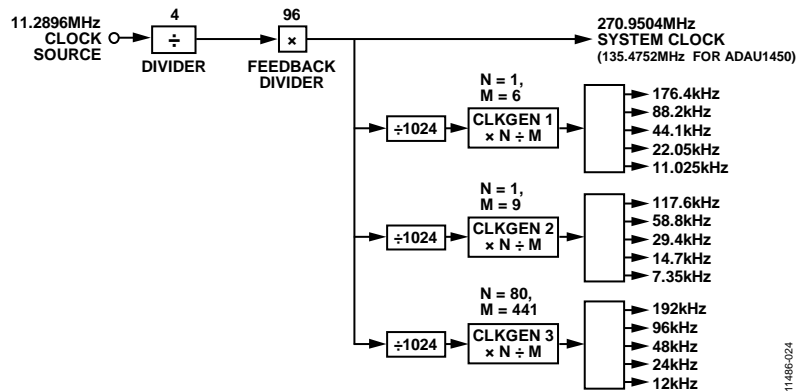 4
96
11.2896MHz
CLOCK
SOURCE
÷
×
270.9504MHz
SYSTEM CLOCK
(135.4752MHz FOR ADAU1450)
DIVIDER
FEEDBACK
DIVIDER
N = 1,
M = 6
÷1024
CLKGEN 1
× N ÷ M
176.4kHz
88.2kHz
44.1kHz
22.05kHz
11.025kHz
N = 1,
M = 9
÷1024
CLKGEN 2
× N ÷ M
117.6kHz
58.8kHz
29.4kHz
14.7kHz
7.35kHz
N = 80,
M = 441
÷1024
CLKGEN 3
× N ÷ M
192kHz
96kHz
48kHz
24kHz
12kHz
11486-024